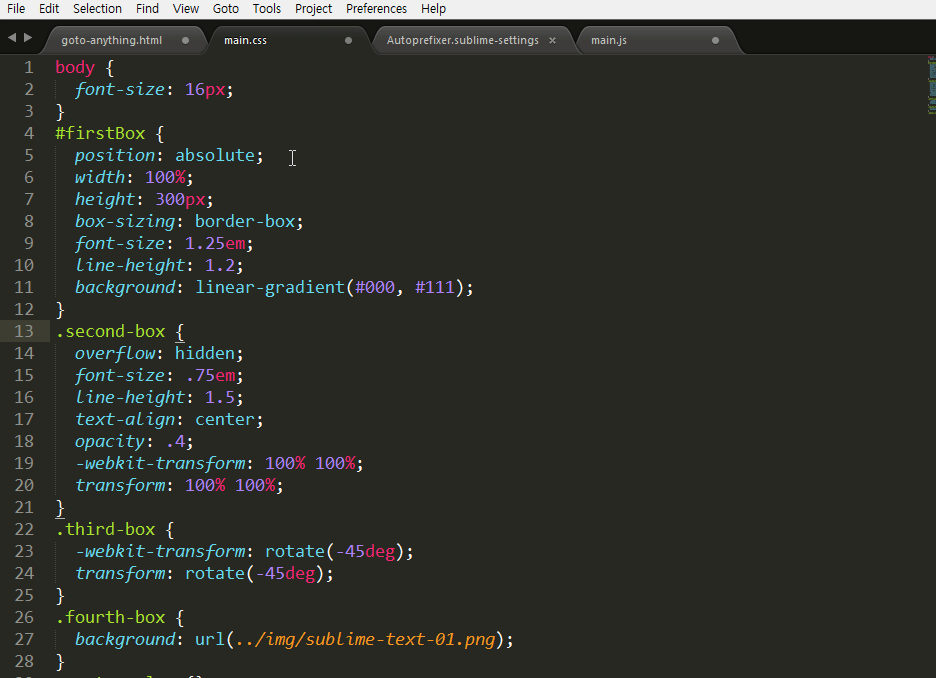 File Edit Selection Find View Goto Tools Project Preferences Help
goto-anything.html main.css Autoprefixer.sublime-settings × main.js
1 body {
2 font-size: 16px;
3 }
4 #firstBox {
5 position: absolute;
6 width: 100%;
7 height: 300px;
8 box-sizing: border-box;
9 font-size: 1.25em;
10 line-height: 1.2;
11 background: linear-gradient(#000, #111);
12 }
13 .second-box {
14 overflow: hidden;
15 font-size: .75em;
16 line-height: 1.5;
17 text-align: center;
18 opacity: .4;
19 -webkit-transform: 100% 100%;
20 transform: 100% 100%;
21 }
22 .third-box {
23 -webkit-transform: rotate(-45deg);
24 transform: rotate(-45deg);
25 }
26 .fourth-box {
27 background: url(../img/sublime-text-01.png);
28 }